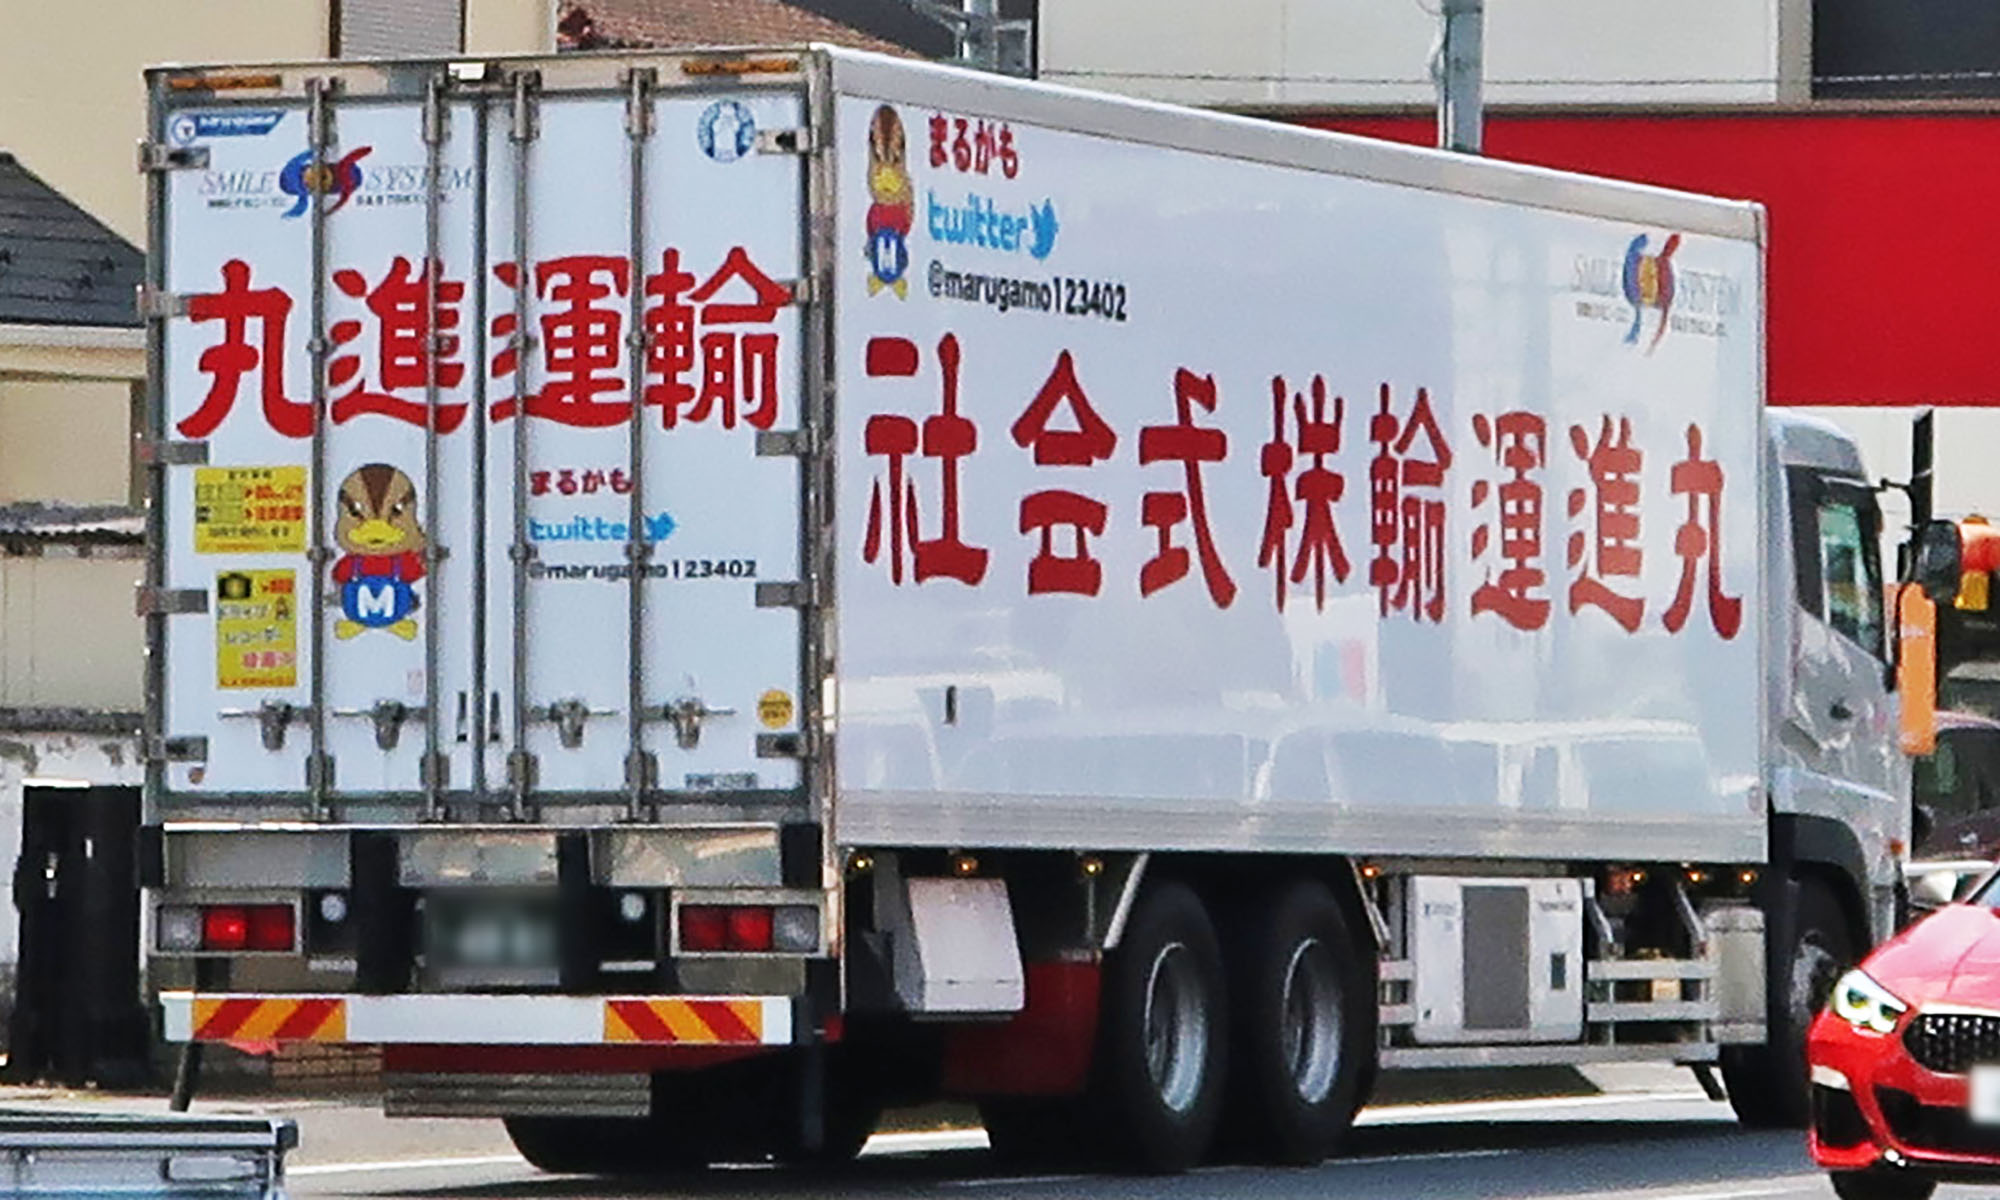 SMILE SYSTEM
丸進運輸
まるかも
twitter
@marugamo123402
M
まるかも
twitter
@marugamo123402
M
SMILE SYSTEM
社会式株輸運進丸